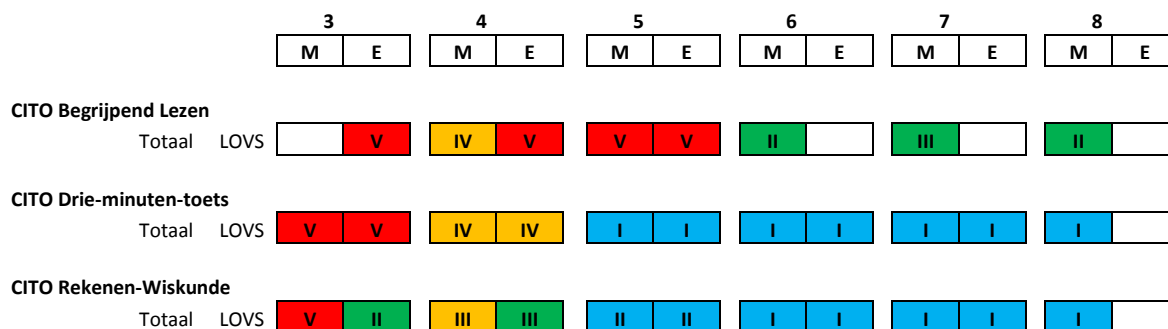 3 4 5 6 7 8
M E M E M E M E M E M E
CITO Begrijpend Lezen
Totaal LOVS V IV V V V II III II
CITO Drie-minuten-toets
Totaal LOVS V V IV IV I I I I I I I
CITO Rekenen-Wiskunde
Totaal LOVS V II III III II II I I I I I